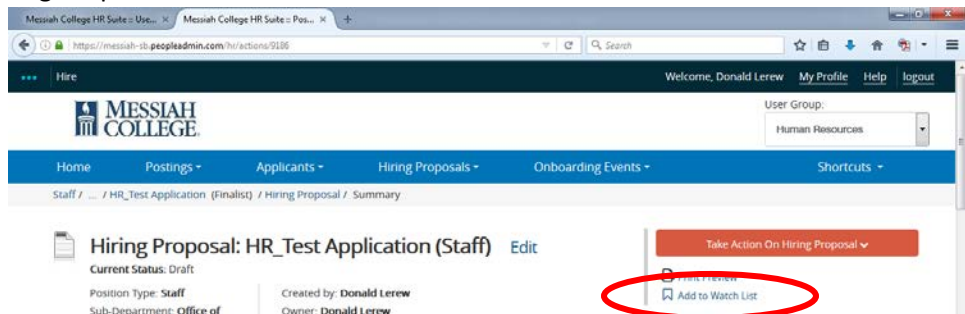 Messiah College HR Suite :: Use... × Messiah College HR Suite :: Pos... × +
https://messiah-sb.peopleadmin.com/hr/actions/9186 Search
Hire Welcome, Donald Lerew My Profile Help logout
MESSIAH COLLEGE User Group:
Human Resources
Home Postings Applicants Hiring Proposals Onboarding Events Shortcuts
Staff / ... / HR_Test Application (Finalist) / Hiring Proposal / Summary
Hiring Proposal: HR_Test Application (Staff) Edit Take Action On Hiring Proposal
Current Status: Draft Print Preview
Position Type: Staff Created by: Donald Lerew Add to Watch List
Sub-Department: Office of Owner: Donald Lerew